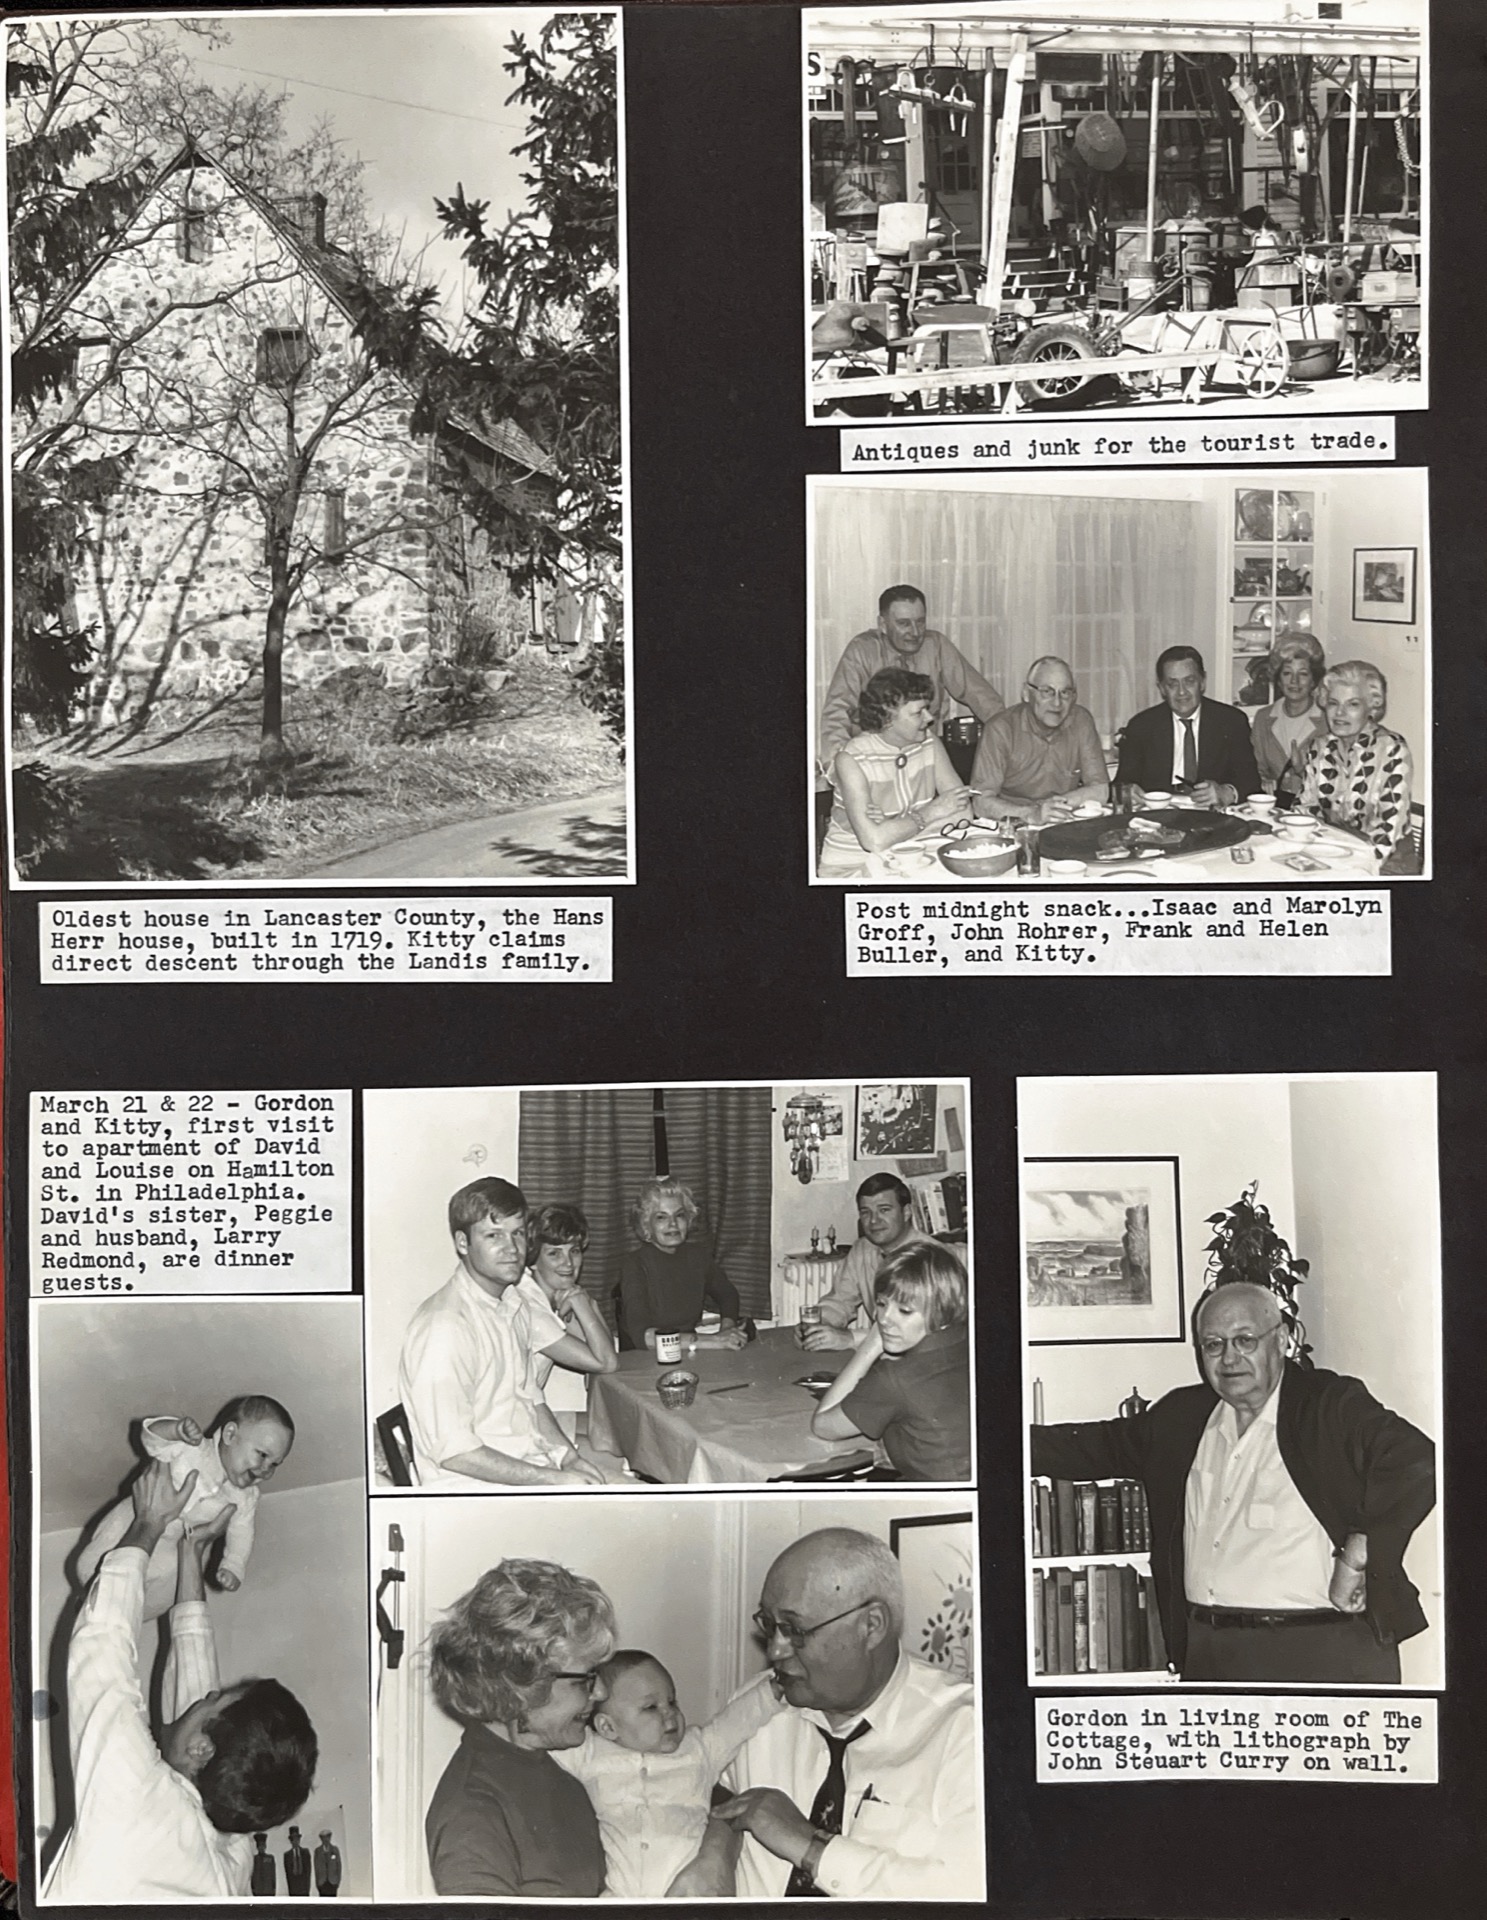 S
Antiques and junk for the tourist trade.
Oldest house in Lancaster County, the Hans
Herr house, built in 1719. Kitty claims
direct descent through the Landis family.
Post midnight snack...Isaac and Marolyn
Groff, John Rohrer, Frank and Helen
Buller, and Kitty.
March 21 & 22 - Gordon
and Kitty, first visit
to apartment of David
and Louise on Hamilton
St. in Philadelphia.
David's sister, Peggie
and husband, Larry
Redmond, are dinner
guests.
Gordon in living room of The
Cottage, with lithograph by
John Steuart Curry on wall.